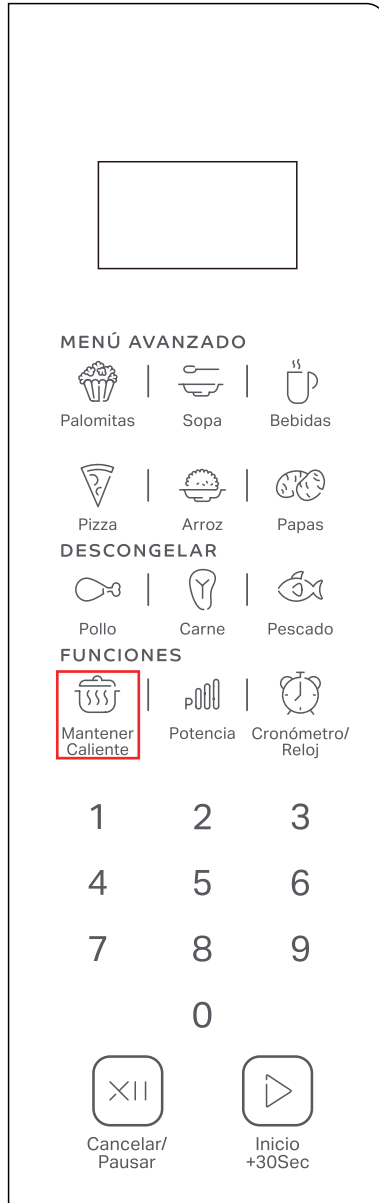 MENÚ AVANZADO
Palomitas Sopa Bebidas
Pizza Arroz Papas
DESCONGELAR
Pollo Carne Pescado
FUNCIONES
P
Mantener Caliente Potencia Cronómetro/ Reloj
1 2 3
4 5 6
7 8 9
0
Cancelar/ Pausar Inicio +30Sec